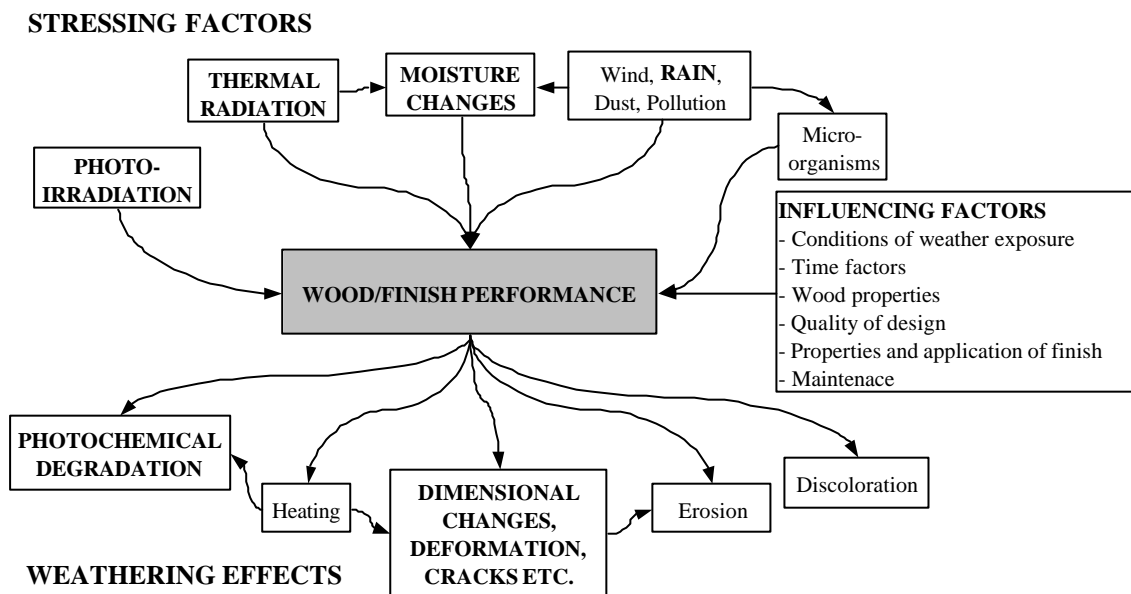 STRESSING FACTORS
THERMAL
RADIATION
MOISTURE
CHANGES
Wind, RAIN,
Dust, Pollution
Micro-
organisms
PHOTO-
IRRADIATION
INFLUENCING FACTORS
- Conditions of weather exposure
- Time factors
- Wood properties
- Quality of design
- Properties and application of finish
- Maintenace
WOOD/FINISH PERFORMANCE
PHOTOCHEMICAL
DEGRADATION
Heating
DIMENSIONAL
CHANGES,
DEFORMATION,
CRACKS ETC.
Erosion
Discoloration
WEATHERING EFFECTS